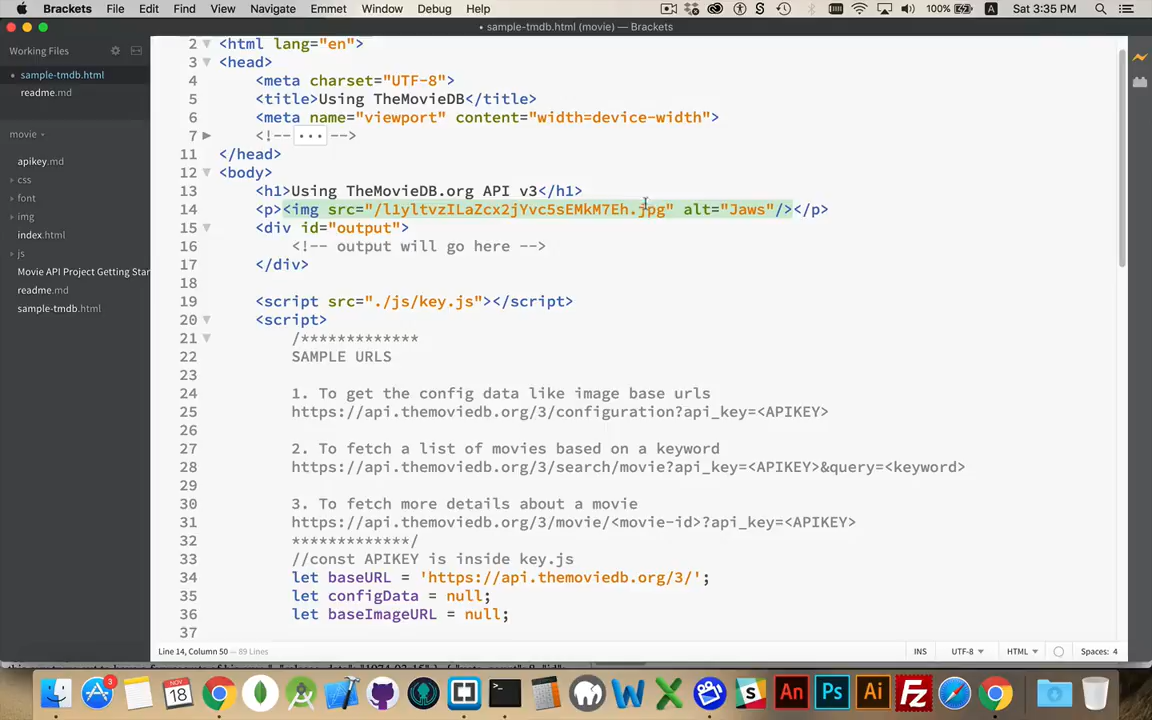 Brackets File Edit Find View Navigate Emmet Window Debug Help 100% A Sat 3:35 PM
• sample-tmdb.html (movie) — Brackets
Working Files
• sample-tmdb.html
readme.md
movie
apikey.md
css
font
img
index.html
js
Movie API Project Getting Star
readme.md
sample-tmdb.html
2 <html lang="en">
3 <head>
4 <meta charset="UTF-8">
5 <title>Using TheMovieDB</title>
6 <meta name="viewport" content="width=device-width">
7 <!-- ... -->
11 </head>
12 <body>
13 <h1>Using TheMovieDB.org API v3</h1>
14 <p><img src="/l1yltvzILaZcx2jYvc5sEMkM7Eh.jpg" alt="Jaws"/></p>
15 <div id="output">
16 <!-- output will go here -->
17 </div>
18
19 <script src="./js/key.js"></script>
20 <script>
21 /*************
22 SAMPLE URLS
23
24 1. To get the config data like image base urls
25 https://api.themoviedb.org/3/configuration?api_key=<APIKEY>
26
27 2. To fetch a list of movies based on a keyword
28 https://api.themoviedb.org/3/search/movie?api_key=<APIKEY>&query=<keyword>
29
30 3. To fetch more details about a movie
31 https://api.themoviedb.org/3/movie/<movie-id>?api_key=<APIKEY>
32 *************/
33 //const APIKEY is inside key.js
34 let baseURL = 'https://api.themoviedb.org/3/';
35 let configData = null;
36 let baseImageURL = null;
37
Line 14, Column 50 — 89 Lines
INS UTF-8 HTML Spaces: 4
3
NOV
18
An Ps Ai Fz